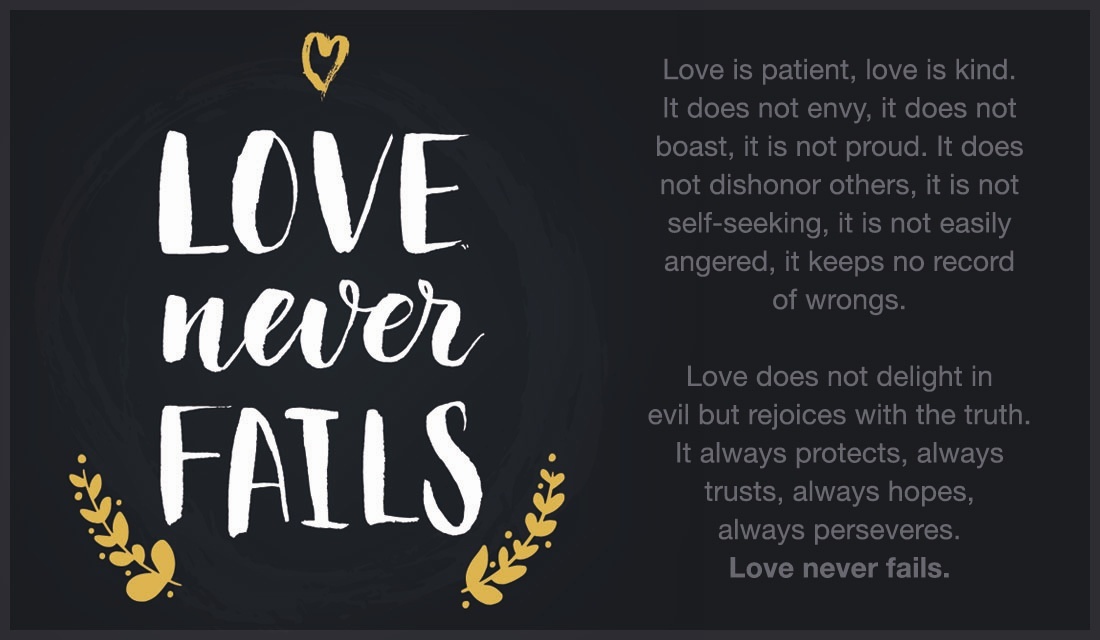 LOVE
never
FAILS
Love is patient, love is kind.
It does not envy, it does not
boast, it is not proud. It does
not dishonor others, it is not
self-seeking, it is not easily
angered, it keeps no record
of wrongs.
Love does not delight in
evil but rejoices with the truth.
It always protects, always
trusts, always hopes,
always perseveres.
Love never fails.